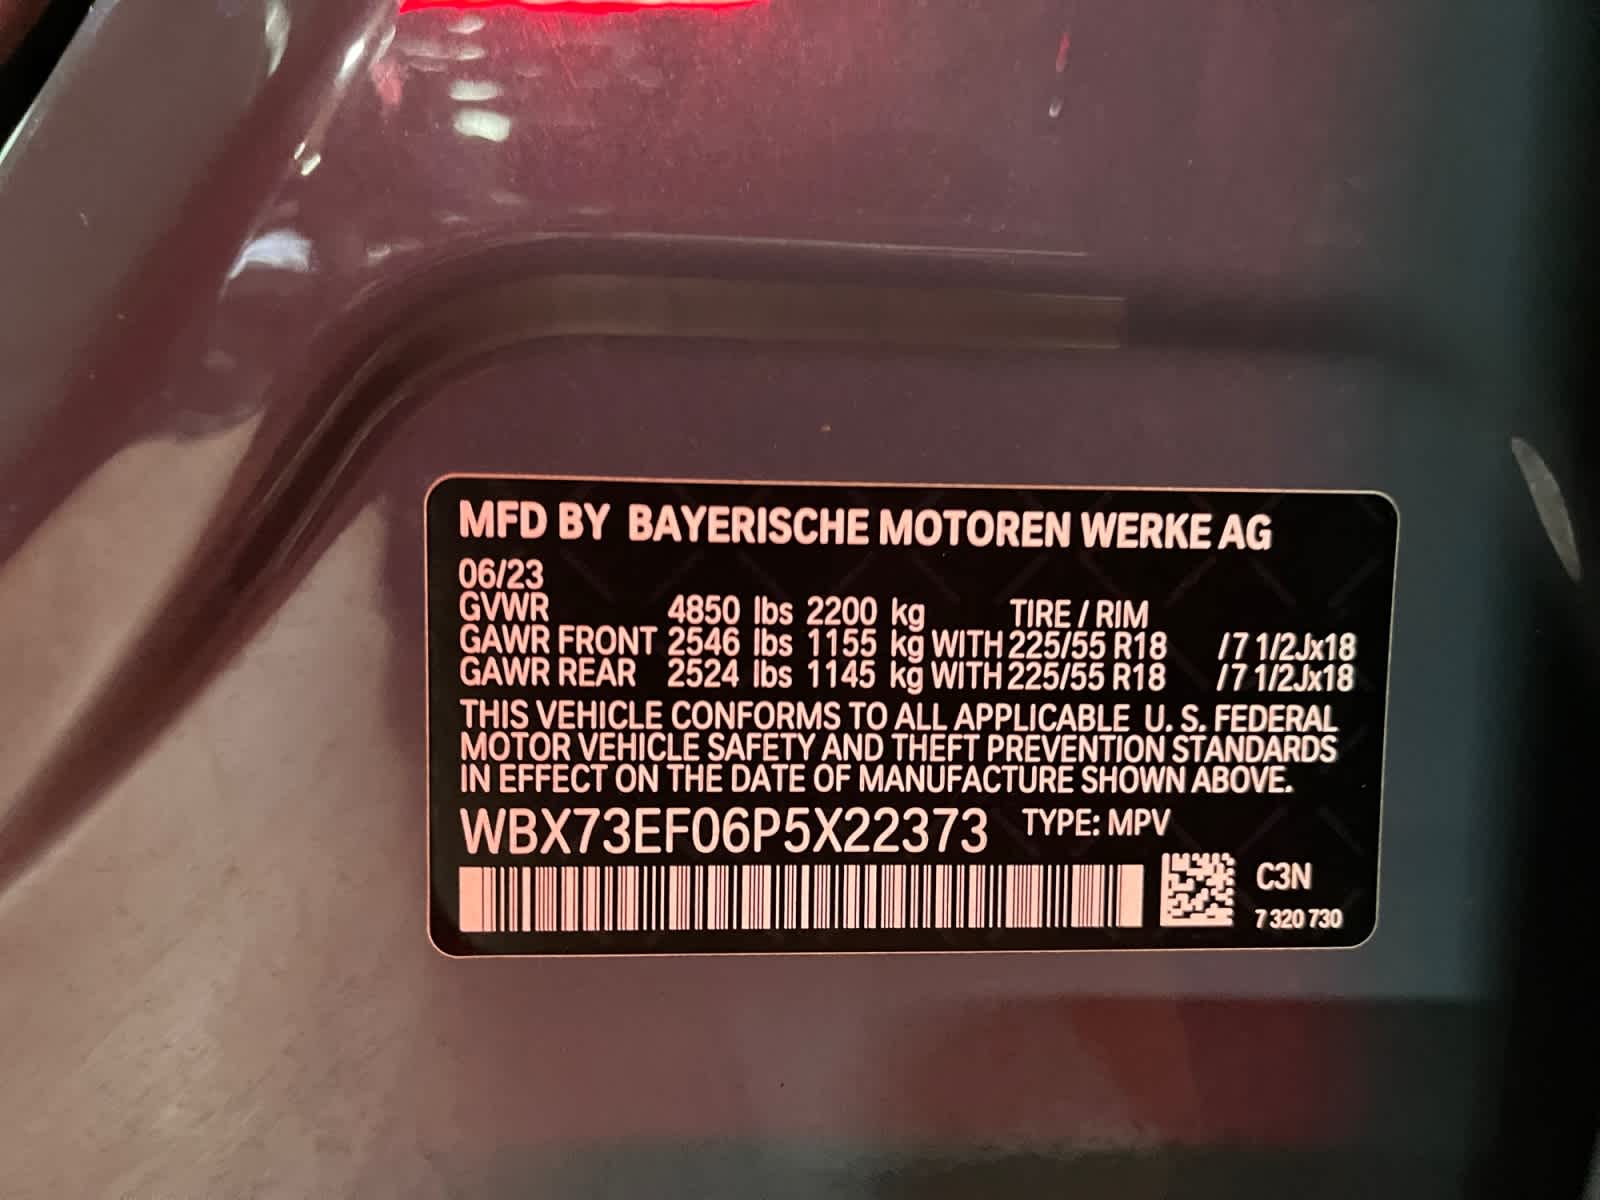 MFD BY BAYERISCHE MOTOREN WERKE AG
06/23
GVWR 4850 lbs 2200 kg TIRE / RIM
GAWR FRONT 2546 lbs 1155 kg WITH 225/55 R18 /7 1/2Jx18
GAWR REAR 2524 lbs 1145 kg WITH 225/55 R18 /7 1/2Jx18
THIS VEHICLE CONFORMS TO ALL APPLICABLE U. S. FEDERAL
MOTOR VEHICLE SAFETY AND THEFT PREVENTION STANDARDS
IN EFFECT ON THE DATE OF MANUFACTURE SHOWN ABOVE.
WBX73EF06P5X22373 TYPE: MPV
C3N
7 320 730